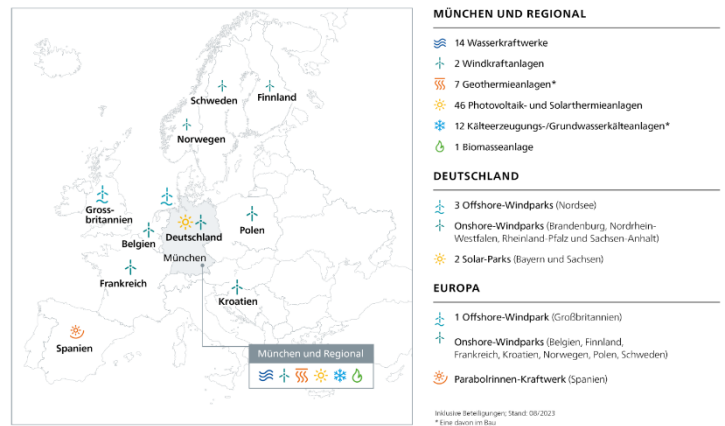 Schweden
Finnland
Norwegen
Gross-
britannien
Belgien
Deutschland
Polen
München
Frankreich
Kroatien
Spanien
München und Regional
MÜNCHEN UND REGIONAL
14 Wasserkraftwerke
2 Windkraftanlagen
7 Geothermieanlagen*
46 Photovoltaik- und Solarthermieanlagen
12 Kälteerzeugungs-/Grundwasserkälteanlagen*
1 Biomasseanlage
DEUTSCHLAND
3 Offshore-Windparks (Nordsee)
Onshore-Windparks (Brandenburg, Nordrhein-
Westfalen, Rheinland-Pfalz und Sachsen-Anhalt)
2 Solar-Parks (Bayern und Sachsen)
EUROPA
1 Offshore-Windpark (Großbritannien)
Onshore-Windparks (Belgien, Finnland,
Frankreich, Kroatien, Norwegen, Polen, Schweden)
Parabolrinnen-Kraftwerk (Spanien)
Inklusive Beteiligungen; Stand: 08/2023
* Eine davon im Bau